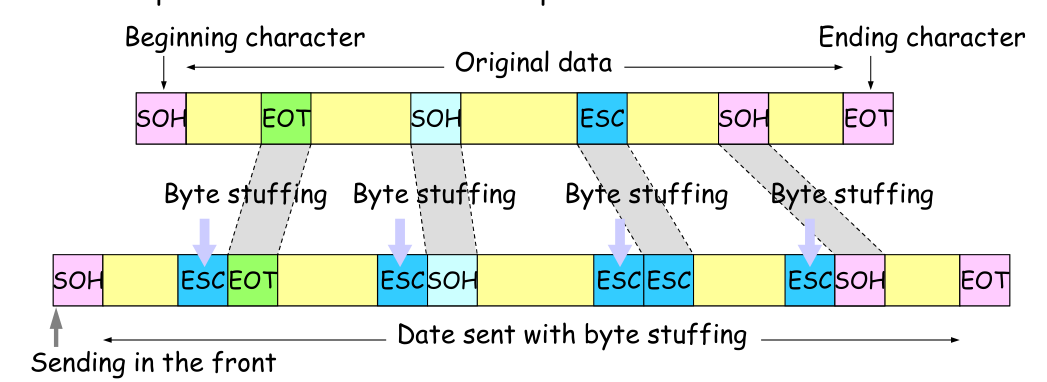 Beginning character
Ending character
Original data
SOH EOT SOH ESC SOH EOT
Byte stuffing Byte stuffing Byte stuffing Byte stuffing
SOH ESC EOT ESC SOH ESC ESC ESC SOH EOT
Date sent with byte stuffing
Sending in the front